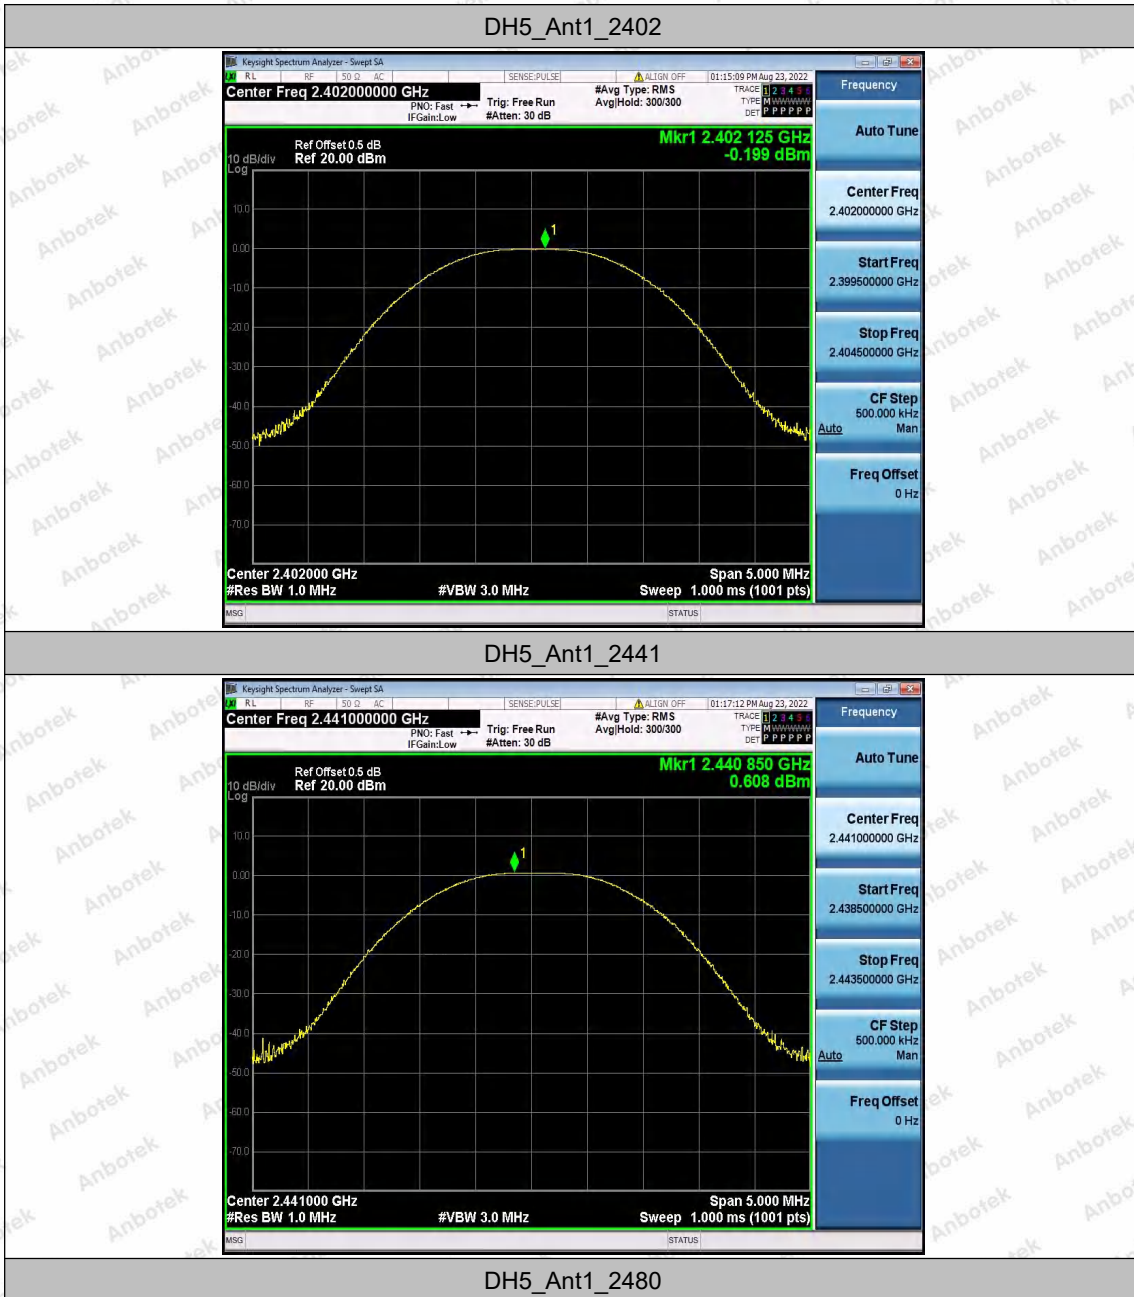 DH5_Ant1_2402
Keysight Spectrum Analyzer - Swept SA
RL RF 50 Ω AC SENSE:PULSE ALIGN OFF 01:15:09 PM Aug 23, 2022
Center Freq 2.402000000 GHz
PNO: Fast
IFGain:Low
Trig: Free Run
#Atten: 30 dB
#Avg Type: RMS
Avg|Hold: 300/300
TRACE 1 2 3 4 5 6
TYPE M WWWWW
DET P P P P P P
Frequency
Mkr1 2.402 125 GHz
-0.199 dBm
Ref Offset 0.5 dB
10 dB/div Ref 20.00 dBm
Log
10.0
1
0.00
-10.0
-20.0
-30.0
-40.0
-50.0
-60.0
-70.0
Center 2.402000 GHz Span 5.000 MHz
#Res BW 1.0 MHz #VBW 3.0 MHz Sweep 1.000 ms (1001 pts)
MSG STATUS
Auto Tune
Center Freq
2.402000000 GHz
Start Freq
2.399500000 GHz
Stop Freq
2.404500000 GHz
CF Step
500.000 kHz
Auto Man
Freq Offset
0 Hz
DH5_Ant1_2441
Keysight Spectrum Analyzer - Swept SA
RL RF 50 Ω AC SENSE:PULSE ALIGN OFF 01:17:12 PM Aug 23, 2022
Center Freq 2.441000000 GHz
PNO: Fast
IFGain:Low
Trig: Free Run
#Atten: 30 dB
#Avg Type: RMS
Avg|Hold: 300/300
TRACE 1 2 3 4 5 6
TYPE M WWWWW
DET P P P P P P
Frequency
Mkr1 2.440 850 GHz
0.608 dBm
Ref Offset 0.5 dB
10 dB/div Ref 20.00 dBm
Log
10.0
1
0.00
-10.0
-20.0
-30.0
-40.0
-50.0
-60.0
-70.0
Center 2.441000 GHz Span 5.000 MHz
#Res BW 1.0 MHz #VBW 3.0 MHz Sweep 1.000 ms (1001 pts)
MSG STATUS
Auto Tune
Center Freq
2.441000000 GHz
Start Freq
2.438500000 GHz
Stop Freq
2.443500000 GHz
CF Step
500.000 kHz
Auto Man
Freq Offset
0 Hz
DH5_Ant1_2480